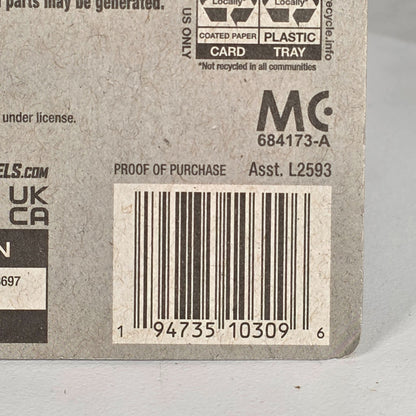 parts may be generated.
Locally* Locally*
COATED PAPER PLASTIC
CARD TRAY
US ONLY
recycle.info
*Not recycled in all communities
under license.
MC
684173-A
PROOF OF PURCHASE Asst. L2593
ELS.COM
UK
CA
N
697
1 94735 10309 6